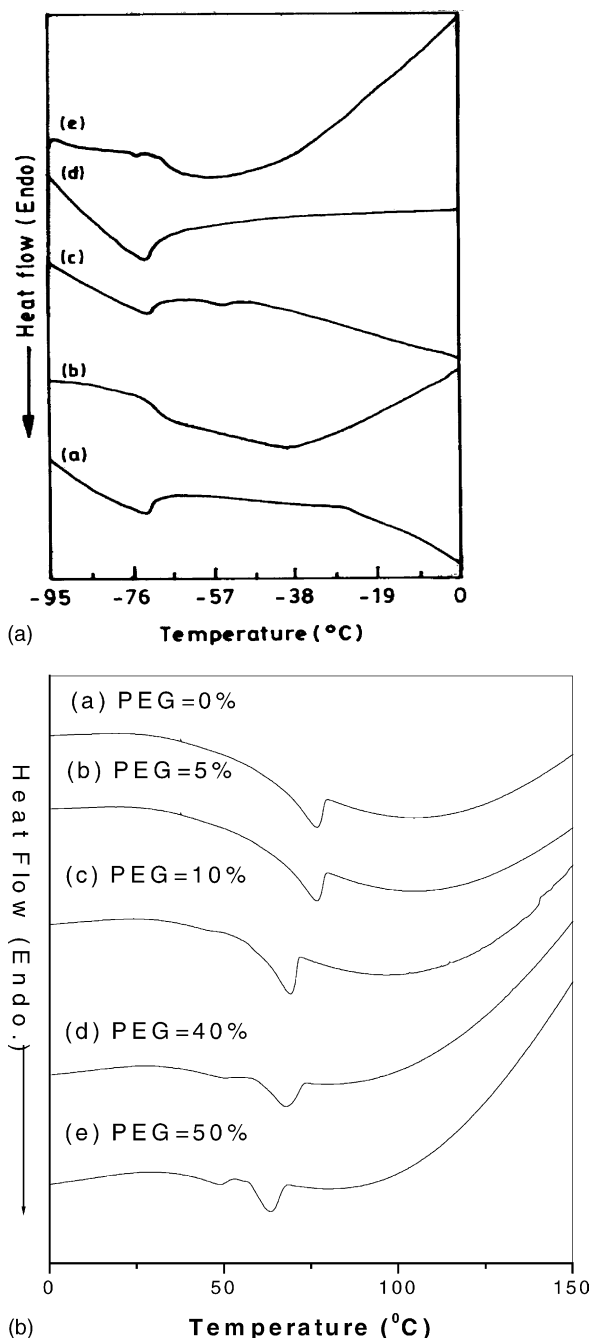 (e)
(d)
(c)
(b)
(a)
Heat flow (Endo)
-95 -76 -57 -38 -19 0
Temperature (°C)
(a)
(a) PEG=0%
(b) PEG=5%
(c) PEG=10%
(d) PEG=40%
(e) PEG=50%
Heat Flow (Endo.)
0 50 100 150
Temperature (⁰C)
(b)